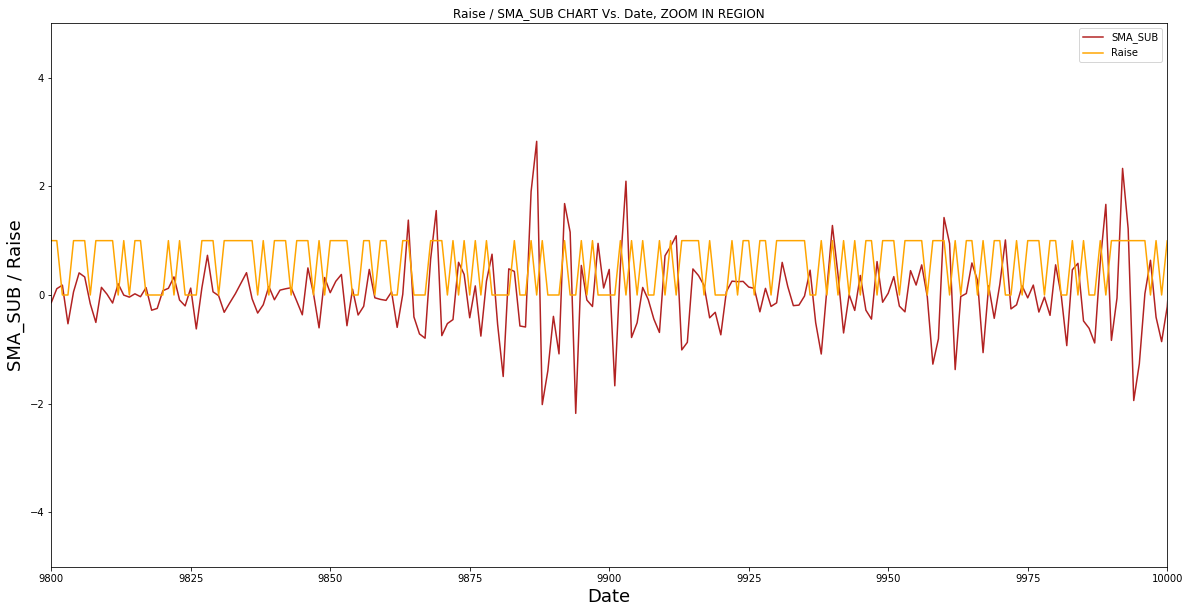 Raise / SMA_SUB CHART Vs. Date, ZOOM IN REGION
SMA_SUB
Raise
SMA_SUB / Raise
4
2
0
−2
−4
9800 9825 9850 9875 9900 9925 9950 9975 10000
Date